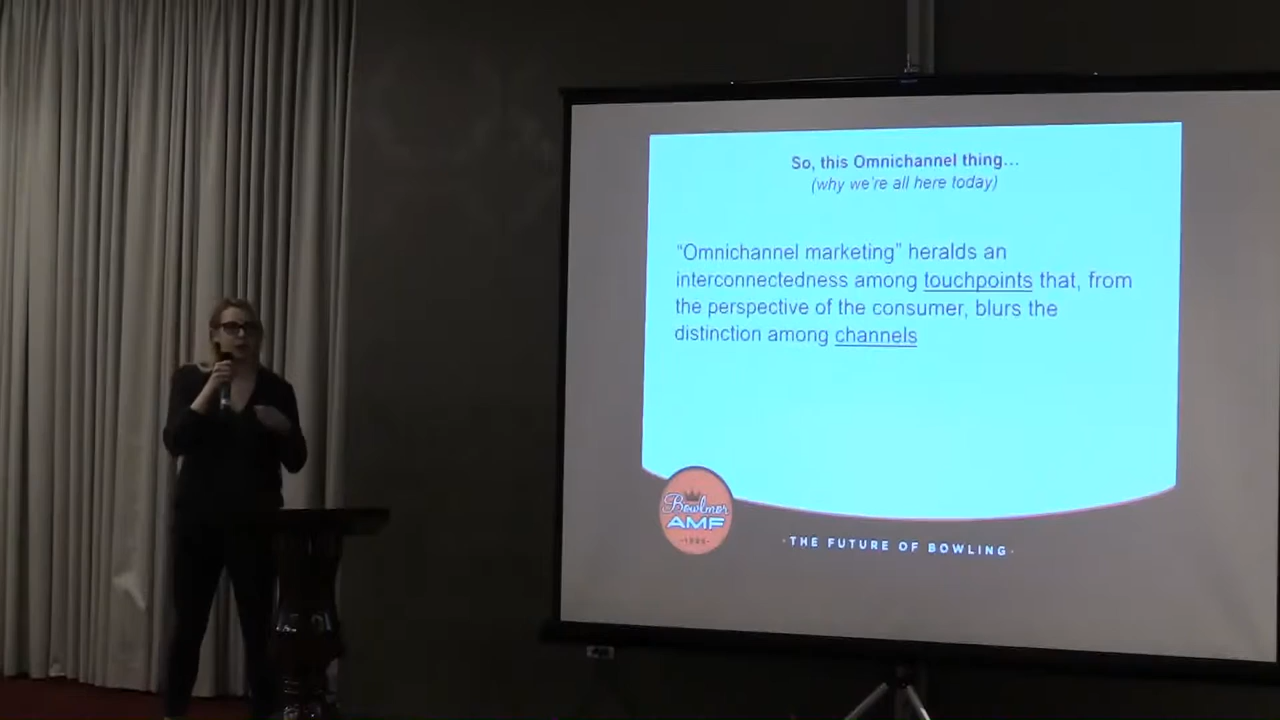 So, this Omnichannel thing...
(why we're all here today)
“Omnichannel marketing” heralds an
interconnectedness among touchpoints that, from
the perspective of the consumer, blurs the
distinction among channels
Bowlmor
AMF
THE FUTURE OF BOWLING